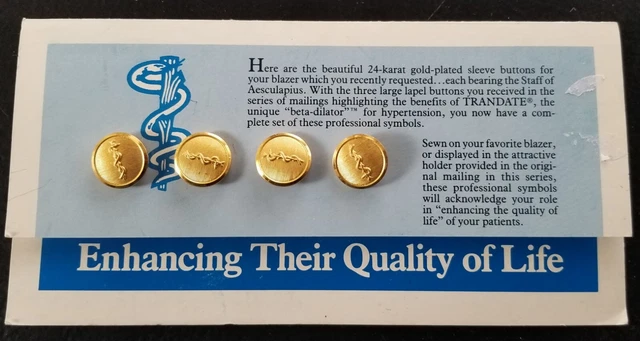 Here are the beautiful 24-karat gold-plated sleeve buttons for
your blazer which you recently requested...each bearing the Staff of
Aesculapius. With the three large lapel buttons you received in the
series of mailings highlighting the benefits of TRANDATE®, the
unique “beta-dilator”™ for hypertension, you now have a com-
plete set of these professional symbols.
Sewn on your favorite blazer,
or displayed in the attractive
holder provided in the origi-
nal mailing in this series,
these professional symbols
will acknowledge your role
in “enhancing the quality of
life” of your patients.
Enhancing Their Quality of Life